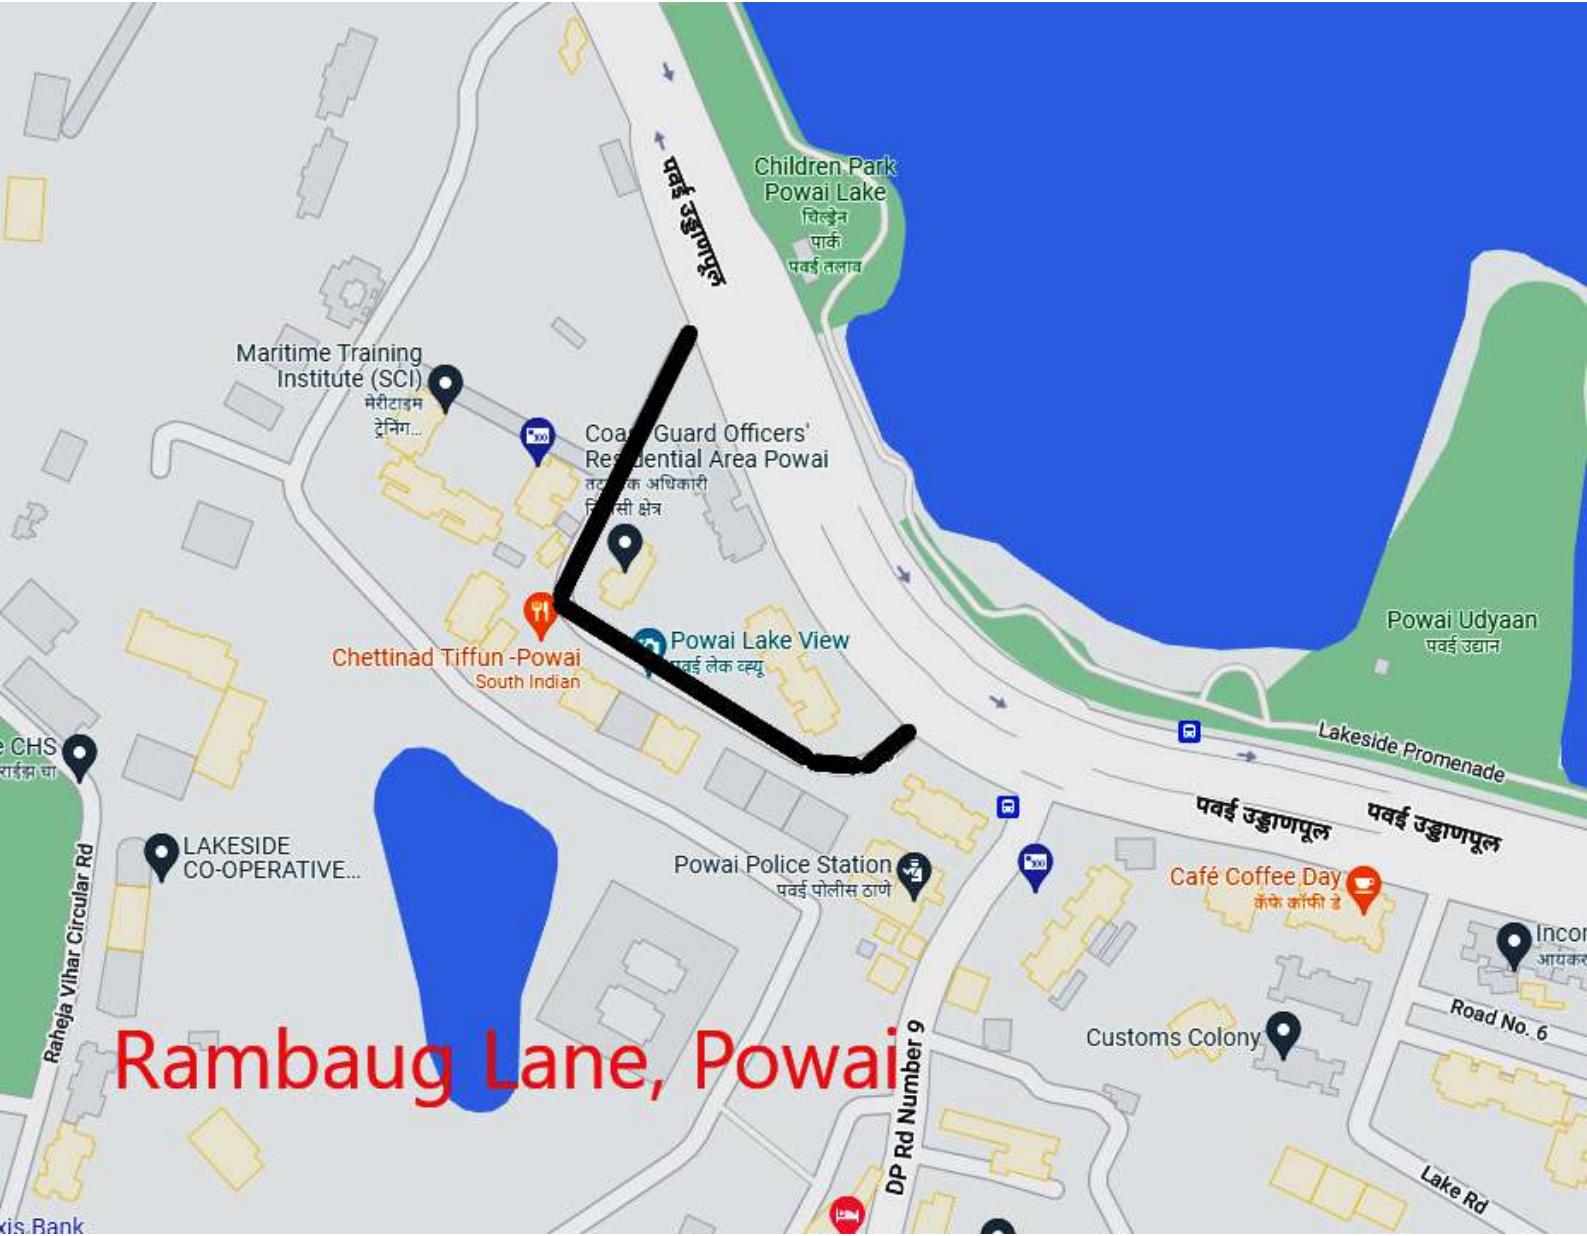 पवई उड्डाणपूल
Children Park
Powai Lake
चिल्ड्रेन
पार्क
पवई तलाव
Maritime Training
Institute (SCI)
मेरीटाइम
ट्रेनिंग...
Guard Officers'
Residential Area Powai
अधिकारी
क्षेत्र
Powai Lake View
पवई लेक व्ह्यू
Chettinad Tiffun -Powai
South Indian
Powai Udyaan
पवई उद्यान
Lakeside Promenade
पवई उड्डाणपूल
पवई उड्डाणपूल
CHS
LAKESIDE
CO-OPERATIVE...
Powai Police Station
पवई पोलीस ठाणे
Café Coffee Day
कॅफे कॉफी डे
Raheja Vihar Circular Rd
Rambaug Lane, Powai
DP Rd Number 9
Customs Colony
Road No. 6
Lake Rd
Bank